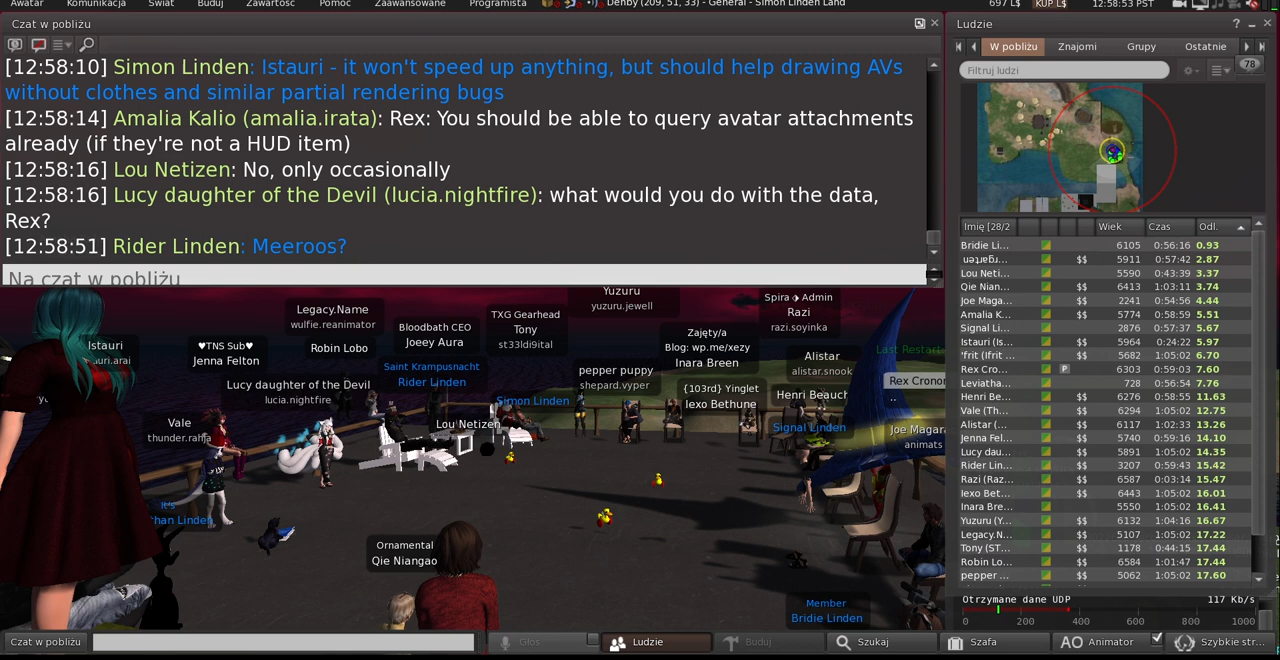 Awatar Komunikacja Świat Buduj Zawartość Pomoc Zaawansowane Programista Denby (209, 51, 33) - General - Simon Linden Land 697 L$ KUP L$ 12:58:53 PST
Czat w pobliżu
[12:58:10] Simon Linden: Istauri - it won't speed up anything, but should help drawing AVs
without clothes and similar partial rendering bugs
[12:58:14] Amalia Kalio (amalia.irata): Rex: You should be able to query avatar attachments
already (if they're not a HUD item)
[12:58:16] Lou Netizen: No, only occasionally
[12:58:16] Lucy daughter of the Devil (lucia.nightfire): what would you do with the data,
Rex?
[12:58:51] Rider Linden: Meeroos?
Na czat w pobliżu
Yuzuru
yuzuru.jewell
Legacy.Name
wulfie.reanimator
TXG Gearhead
Tony
st33ldi9ital
Spira ⬗ Admin
Razi
razi.soyinka
Bloodbath CEO
Joeey Aura
Istauri
♥TNS Sub♥
Jenna Felton
Robin Lobo
Zajęty/a
Blog: wp.me/xezy
Inara Breen
Alistar
alistar.snook
Last Restart
Saint Krampusnacht
Rider Linden
pepper puppy
shepard.vyper
Lucy daughter of the Devil
lucia.nightfire
Simon Linden
{103rd} Yinglet
Iexo Bethune
Henri Beauch
Rex Cronon
..
Vale
thunder.rahja
Lou Netizen
Signal Linden
Joe Magara
animats
It's
han Linden
Ornamental
Qie Niangao
Member
Bridie Linden
Ludzie
W pobliżu Znajomi Grupy Ostatnie
Filtruj ludzi 78
Imię [28/2 Wiek Czas Odl.
Bridie Li... 6105 0:56:16 0.93
$$ 5911 0:57:42 2.87
Lou Neti... 5590 0:43:39 3.37
Qie Nian... $$ 6413 1:03:11 3.74
Joe Maga... $$ 2241 0:54:56 4.44
Amalia K... $$ 5774 0:58:59 5.51
Signal Li... 2876 0:57:37 5.67
Istauri (Is... $$ 5964 0:24:22 5.97
'frit (Ifrit ... $$ 5682 1:05:02 6.70
Rex Cro... P 6303 0:59:03 7.60
Leviatha... 728 0:56:54 7.76
Henri Be... $$ 6276 0:58:55 11.63
Vale (Th... $$ 6294 1:05:02 12.75
Alistar (... $$ 6117 1:02:33 13.26
Jenna Fel... $$ 5740 0:59:16 14.10
Lucy dau... $$ 5891 1:05:02 14.35
Rider Lin... $$ 3207 0:59:43 15.42
Razi (Raz... $$ 6587 0:03:14 15.47
Iexo Bet... $$ 6443 1:05:02 16.01
Inara Bre... 5550 1:05:02 16.41
Yuzuru (Y... $$ 6132 1:04:16 16.67
Legacy.N... $$ 5107 1:05:02 17.22
Tony (ST... $$ 1178 0:44:15 17.44
Robin Lo... $$ 6584 1:01:47 17.44
pepper ... $$ 5062 1:05:02 17.60
Otrzymane dane UDP 117 Kb/s
0 200 400 600 800 1000
Czat w pobliżu Głos Ludzie Buduj Szukaj Szafa AO Animator Szybkie str...